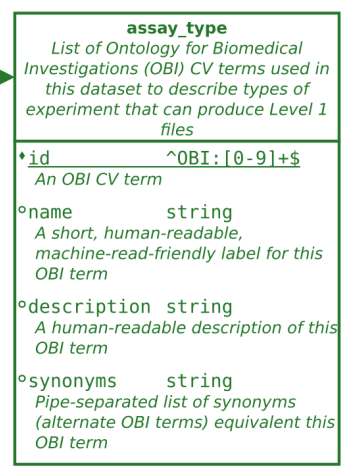 assay_type
List of Ontology for Biomedical
Investigations (OBI) CV terms used in
this dataset to describe types of
experiment that can produce Level 1
files
id ^OBI:[0-9]+$
An OBI CV term
name string
A short, human-readable,
machine-read-friendly label for this
OBI term
description string
A human-readable description of this
OBI term
synonyms string
Pipe-separated list of synonyms
(alternate OBI terms) equivalent this
OBI term